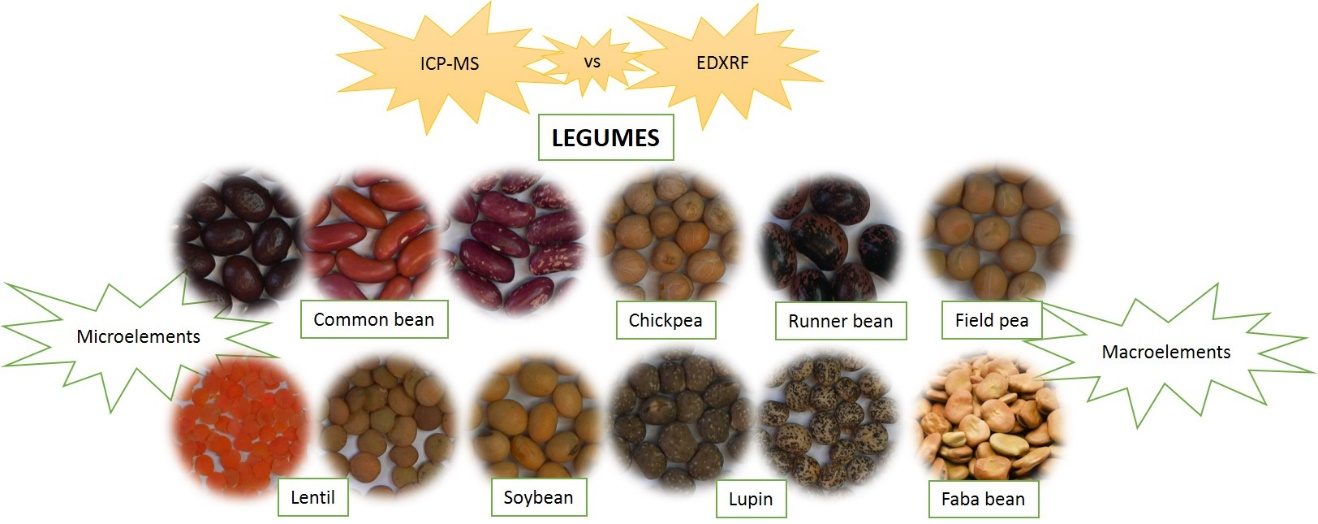 ICP-MS
vs
EDXRF
LEGUMES
Common bean
Chickpea
Runner bean
Field pea
Microelements
Macroelements
Lentil
Soybean
Lupin
Faba bean